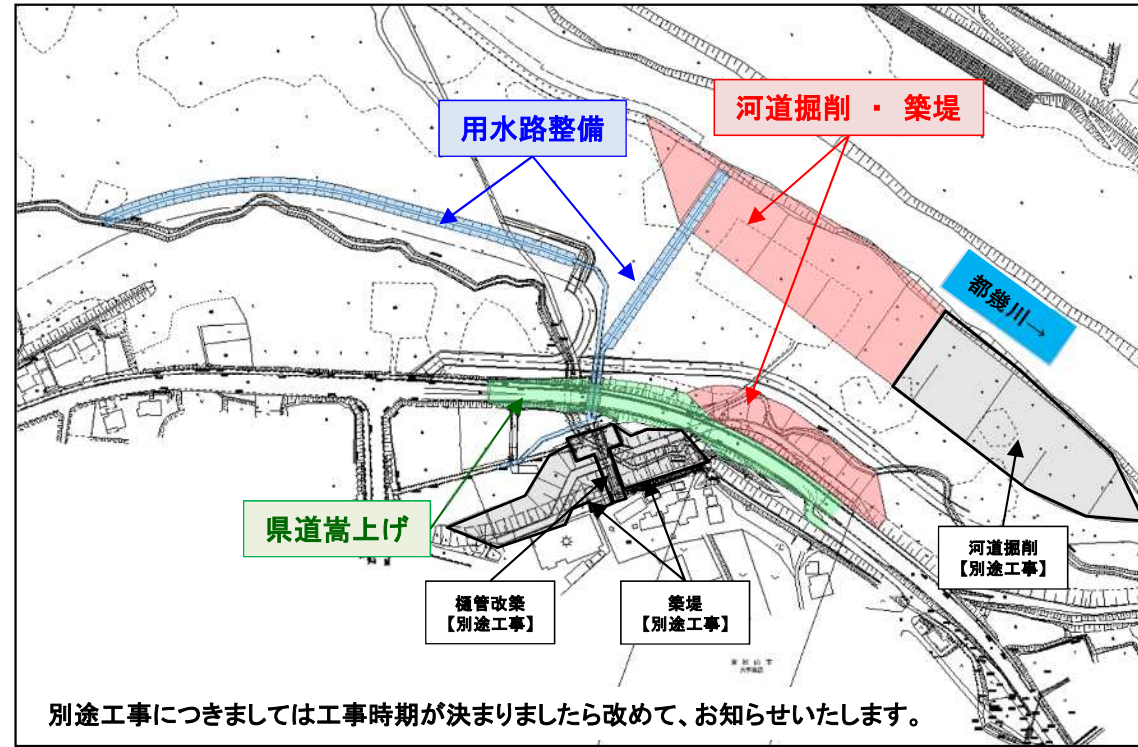 河道掘削 ・ 築堤
用水路整備
都幾川→
県道嵩上げ
河道掘削
【別途工事】
樋管改築
【別途工事】
築堤
【別途工事】
別途工事につきましては工事時期が決まりましたら改めて、お知らせいたします。